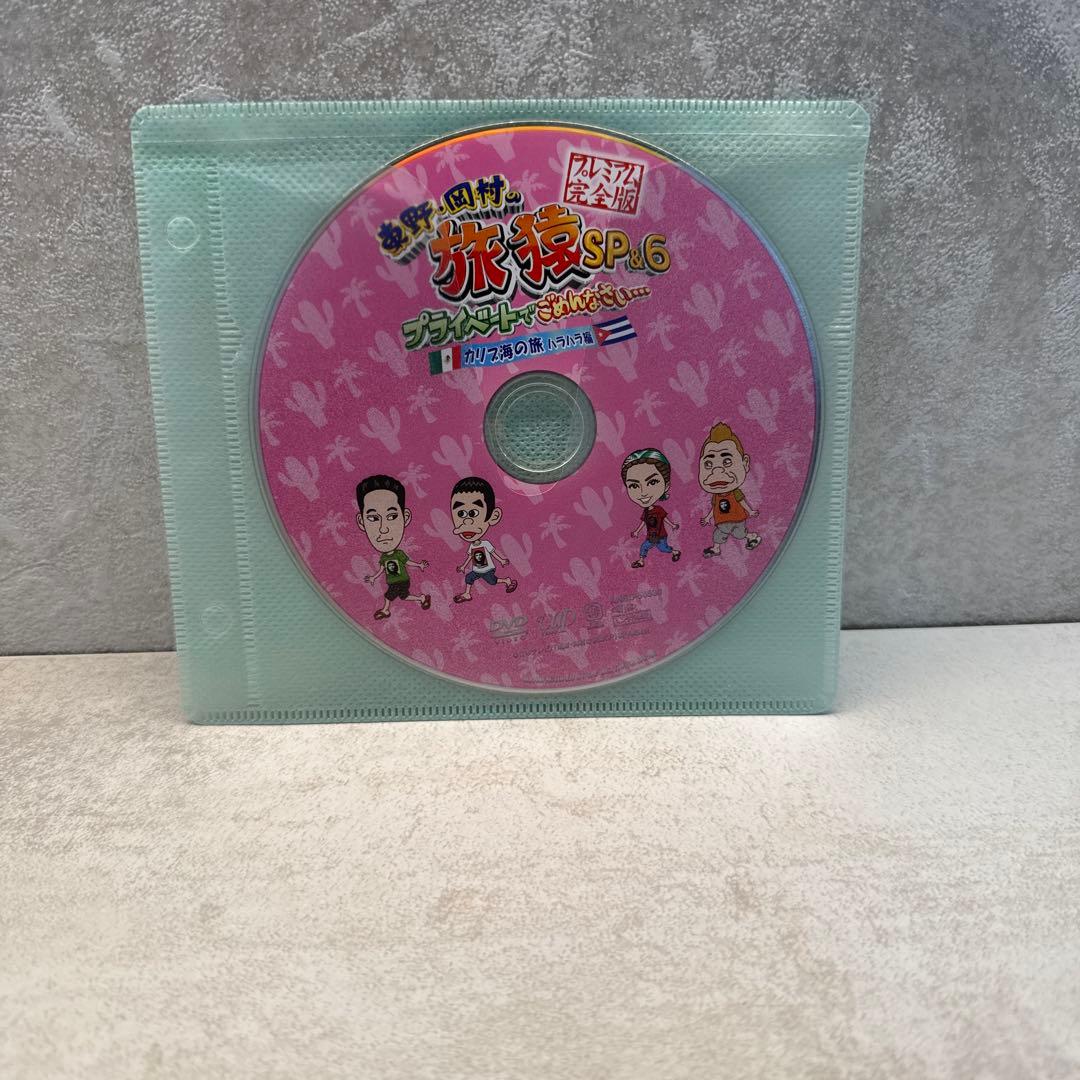 東野・岡村の
プレミアム
完全版
旅猿SP&6
プライベートでごめんなさい…
カリブ海の旅 ハラハラ編
DVD
VIDEO